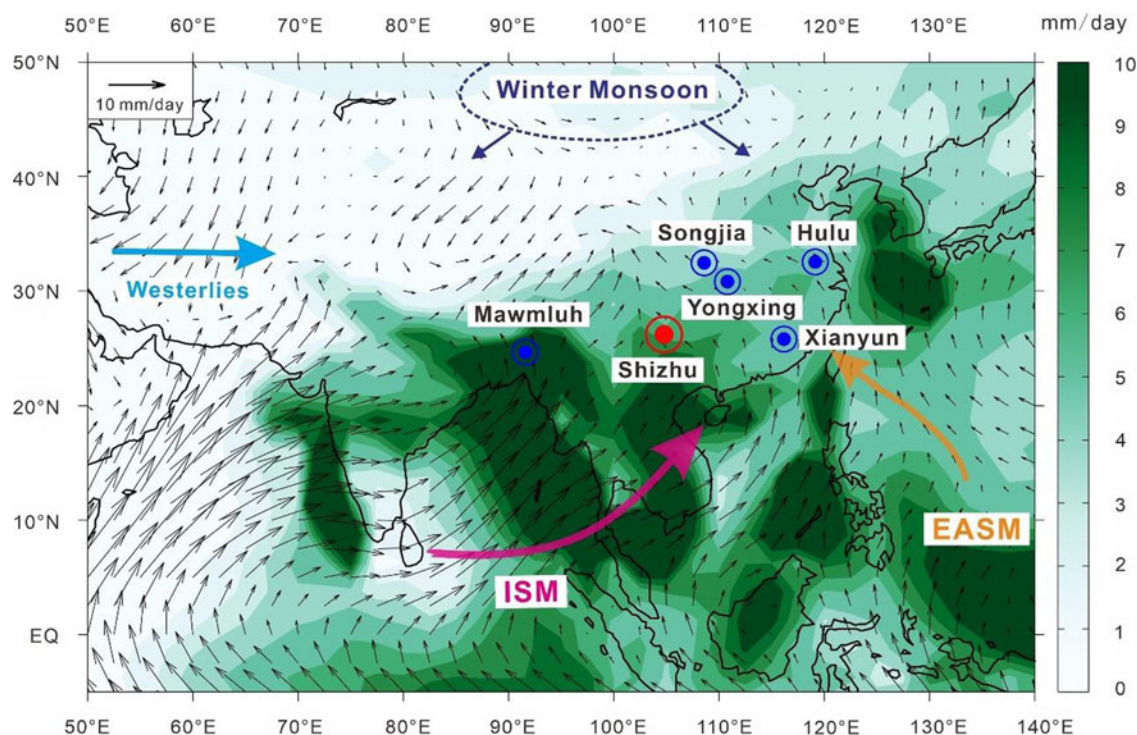 50°E 60°E 70°E 80°E 90°E 100°E 110°E 120°E 130°E
mm/day
50°N
10 mm/day
Winter Monsoon
10
9
40°N
8
Songjia
Hulu
7
Westerlies
30°N
6
Mawmluh
Yongxing
Xianyun
Shizhu
5
20°N
4
3
10°N
EASM
2
ISM
EQ
1
0
50°E 60°E 70°E 80°E 90°E 100°E 110°E 120°E 130°E 140°E